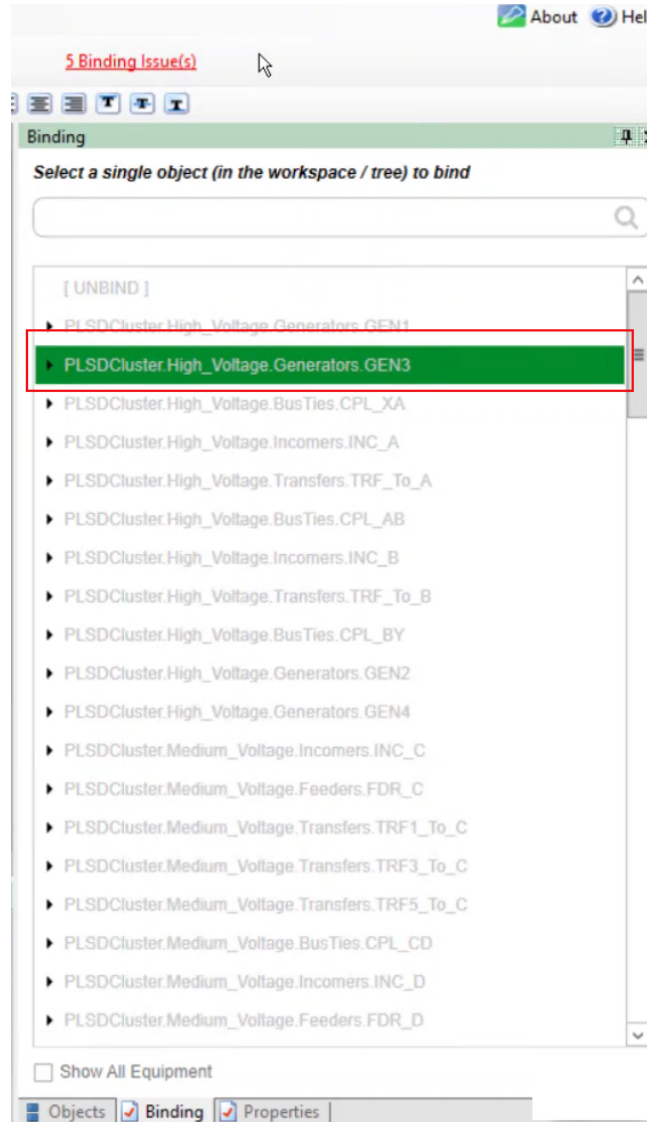 About Hel
5 Binding Issue(s)
Binding
Select a single object (in the workspace / tree) to bind
[ UNBIND ]
PLSDCluster.High_Voltage.Generators.GEN1
PLSDCluster.High_Voltage.Generators.GEN3
PLSDCluster.High_Voltage.BusTies.CPL_XA
PLSDCluster.High_Voltage.Incomers.INC_A
PLSDCluster.High_Voltage.Transfers.TRF_To_A
PLSDCluster.High_Voltage.BusTies.CPL_AB
PLSDCluster.High_Voltage.Incomers.INC_B
PLSDCluster.High_Voltage.Transfers.TRF_To_B
PLSDCluster.High_Voltage.BusTies.CPL_BY
PLSDCluster.High_Voltage.Generators.GEN2
PLSDCluster.High_Voltage.Generators.GEN4
PLSDCluster.Medium_Voltage.Incomers.INC_C
PLSDCluster.Medium_Voltage.Feeders.FDR_C
PLSDCluster.Medium_Voltage.Transfers.TRF1_To_C
PLSDCluster.Medium_Voltage.Transfers.TRF3_To_C
PLSDCluster.Medium_Voltage.Transfers.TRF5_To_C
PLSDCluster.Medium_Voltage.BusTies.CPL_CD
PLSDCluster.Medium_Voltage.Incomers.INC_D
PLSDCluster.Medium_Voltage.Feeders.FDR_D
Show All Equipment
Objects Binding Properties